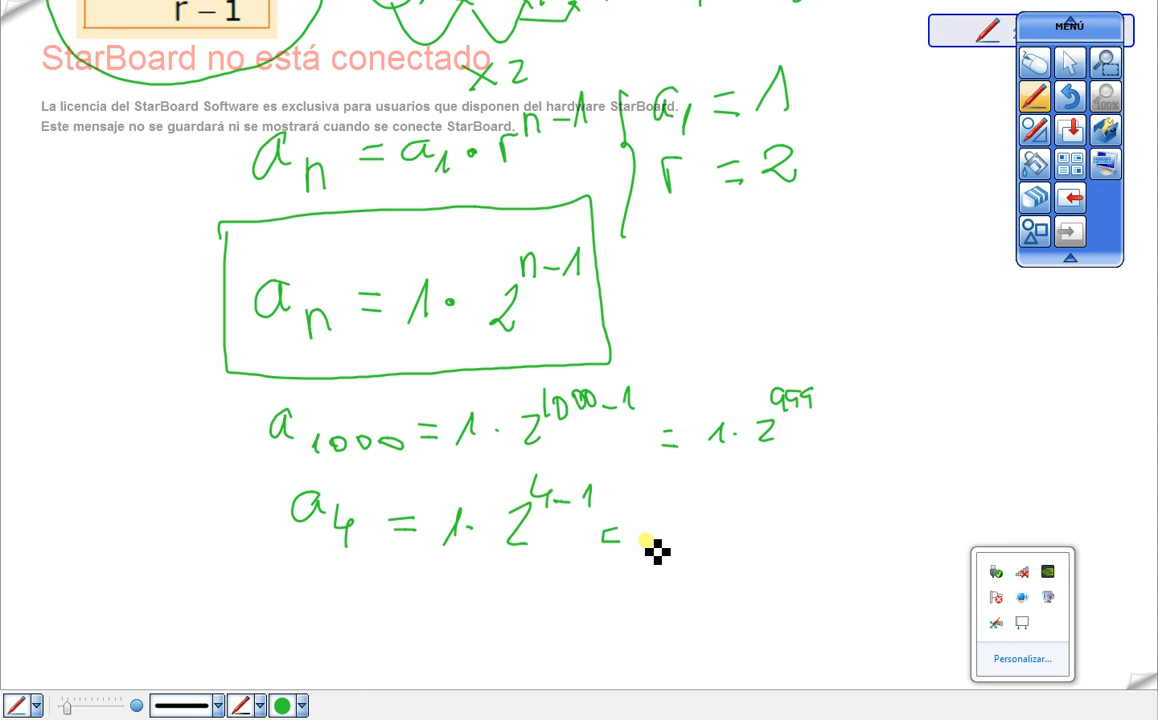 r – 1
StarBoard no está conectado
MENÚ
× 2
La licencia del StarBoard Software es exclusiva para usuarios que disponen del hardware StarBoard.
Este mensaje no se guardará ni se mostrará cuando se conecte StarBoard.
100%
aₙ = a₁ · rⁿ⁻¹
a₁ = 1
r = 2
aₙ = 1 · 2ⁿ⁻¹
a₁₀₀₀ = 1 · 2¹⁰⁰⁰⁻¹ = 1 · 2⁹⁹⁹
a₄ = 1 · 2⁴⁻¹ =
Personalizar...